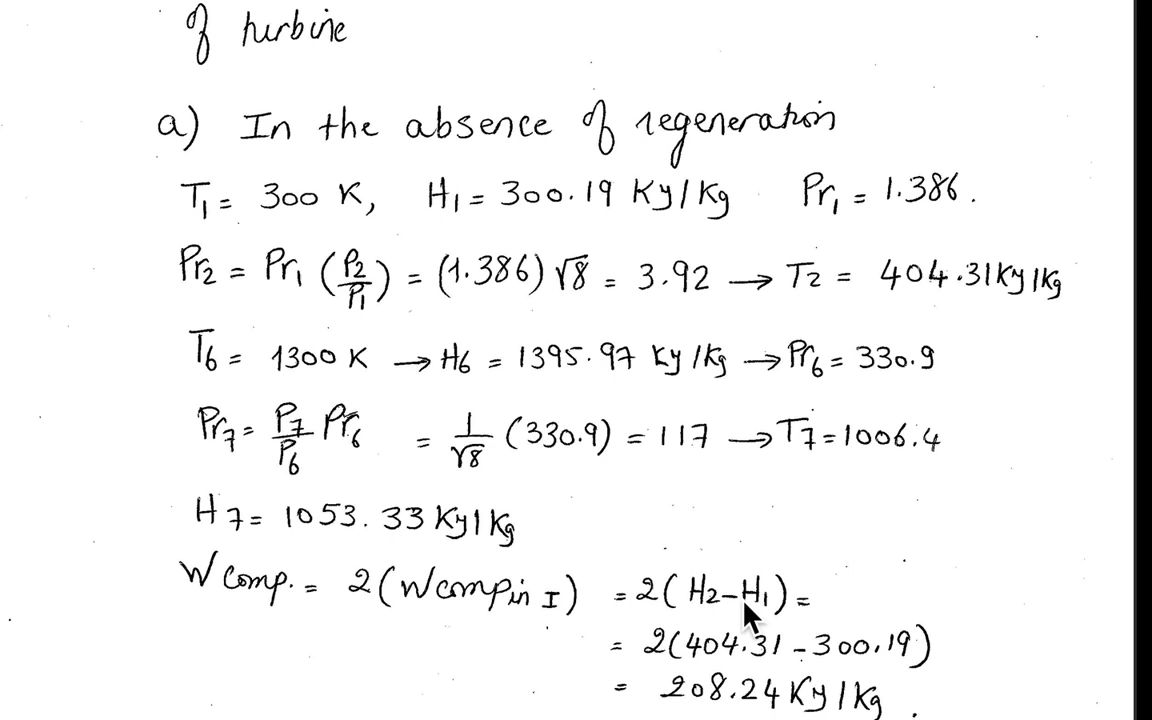 of turbine
a) In the absence of regeneration
T1 = 300 K, H1 = 300.19 KJ/Kg Pr1 = 1.386.
Pr2 = Pr1 (P2/P1) = (1.386) √8 = 3.92 → T2 = 404.31 KJ/Kg
T6 = 1300 K → H6 = 1395.97 KJ/Kg → Pr6 = 330.9
Pr7 = P7/P6 Pr6 = 1/√8 (330.9) = 117 → T7 = 1006.4
H7 = 1053.33 KJ/Kg
W Comp. = 2(W comp in I) = 2(H2-H1) =
= 2(404.31 - 300.19)
= 208.24 KJ/Kg.